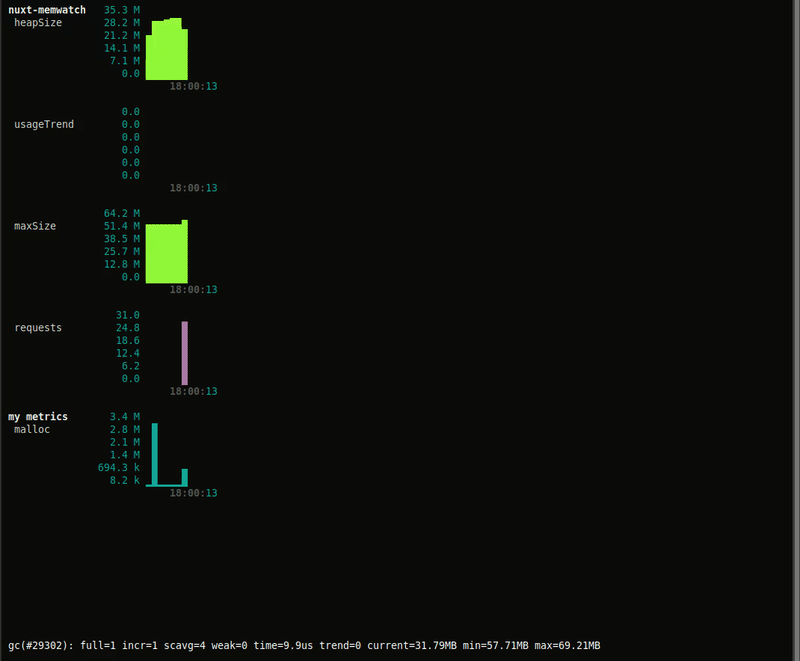 nuxt-memwatch 35.3 M
heapSize 28.2 M
21.2 M
14.1 M
7.1 M
0.0
18:00:13
0.0
usageTrend 0.0
0.0
0.0
0.0
0.0
18:00:13
64.2 M
maxSize 51.4 M
38.5 M
25.7 M
12.8 M
0.0
18:00:13
31.0
requests 24.8
18.6
12.4
6.2
0.0
18:00:13
my metrics 3.4 M
malloc 2.8 M
2.1 M
1.4 M
694.3 k
8.2 k
18:00:13
gc(#29302): full=1 incr=1 scavg=4 weak=0 time=9.9us trend=0 current=31.79MB min=57.71MB max=69.21MB